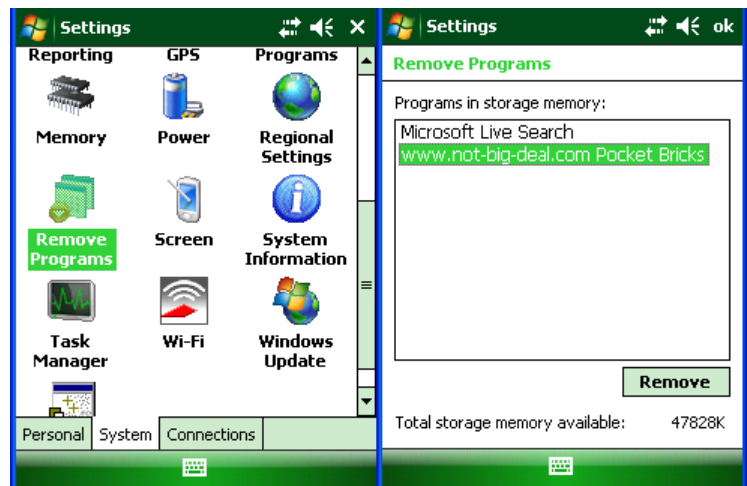 Settings
Reporting GPS Programs
Memory Power Regional Settings
Remove Programs Screen System Information
Task Manager Wi-Fi Windows Update
Personal System Connections
Settings ok
Remove Programs
Programs in storage memory:
Microsoft Live Search
www.not-big-deal.com Pocket Bricks
Remove
Total storage memory available: 47828K